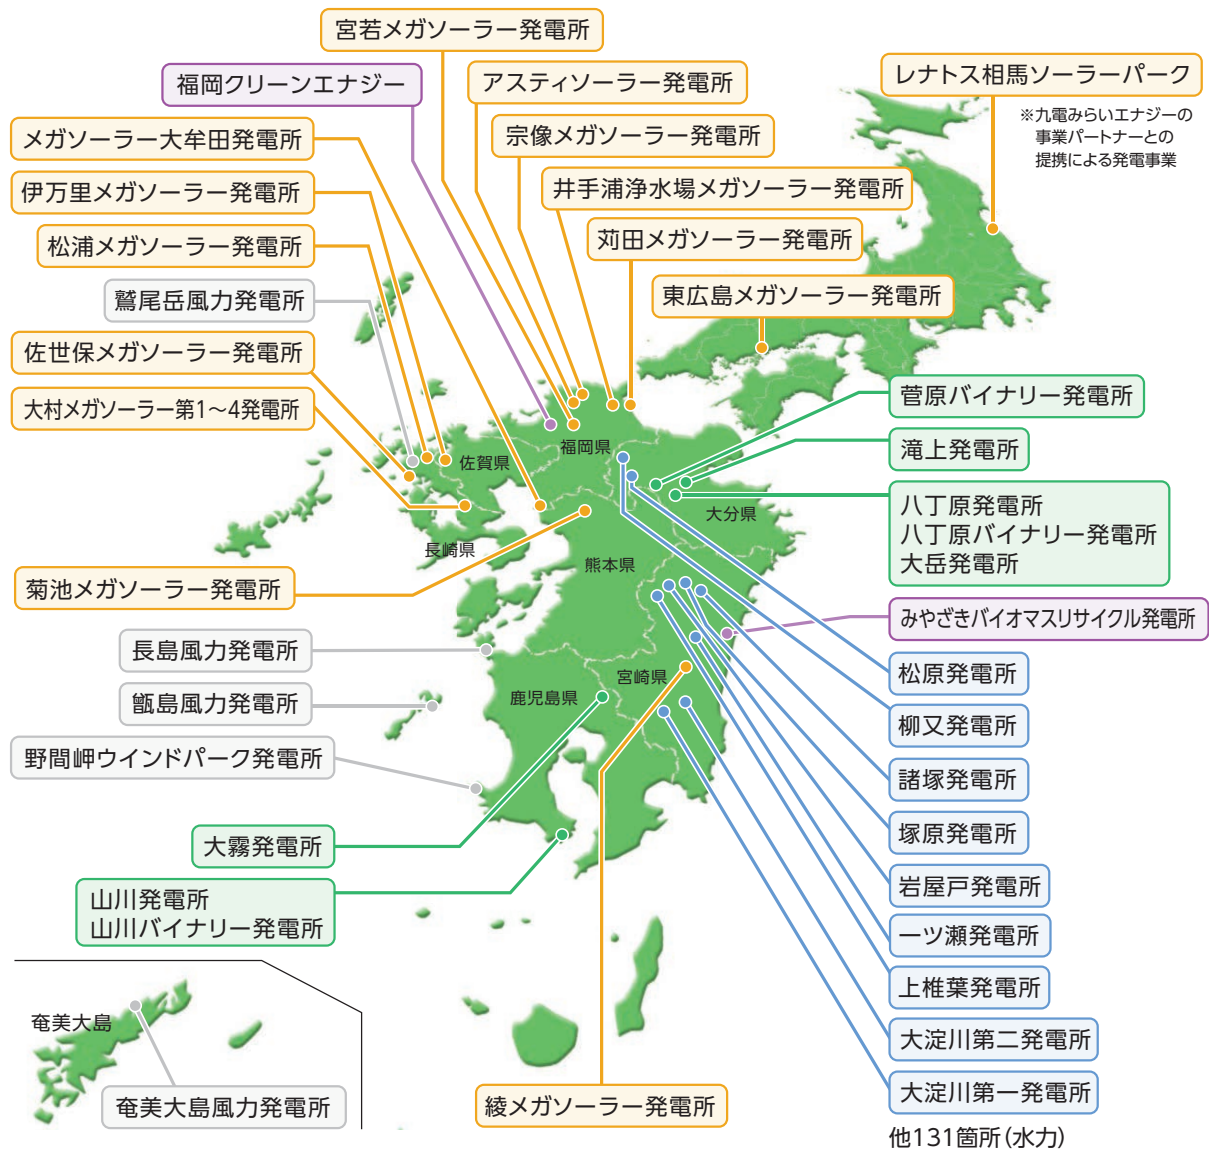 宮若メガソーラー発電所
福岡クリーンエナジー
アスティソーラー発電所
レナトス相馬ソーラーパーク
※九電みらいエナジーの
事業パートナーとの
提携による発電事業
メガソーラー大牟田発電所
宗像メガソーラー発電所
伊万里メガソーラー発電所
井手浦浄水場メガソーラー発電所
松浦メガソーラー発電所
苅田メガソーラー発電所
鷲尾岳風力発電所
東広島メガソーラー発電所
佐世保メガソーラー発電所
大村メガソーラー第1〜4発電所
菅原バイナリー発電所
滝上発電所
福岡県
佐賀県
大分県
長崎県
熊本県
八丁原発電所
八丁原バイナリー発電所
大岳発電所
菊池メガソーラー発電所
みやざきバイオマスリサイクル発電所
長島風力発電所
松原発電所
宮崎県
鹿児島県
甑島風力発電所
柳又発電所
野間岬ウインドパーク発電所
諸塚発電所
塚原発電所
大霧発電所
岩屋戸発電所
山川発電所
山川バイナリー発電所
一ツ瀬発電所
上椎葉発電所
奄美大島
大淀川第二発電所
大淀川第一発電所
奄美大島風力発電所
綾メガソーラー発電所
他131箇所(水力)